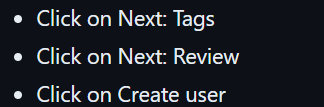 • Click on Next: Tags
• Click on Next: Review
• Click on Create user